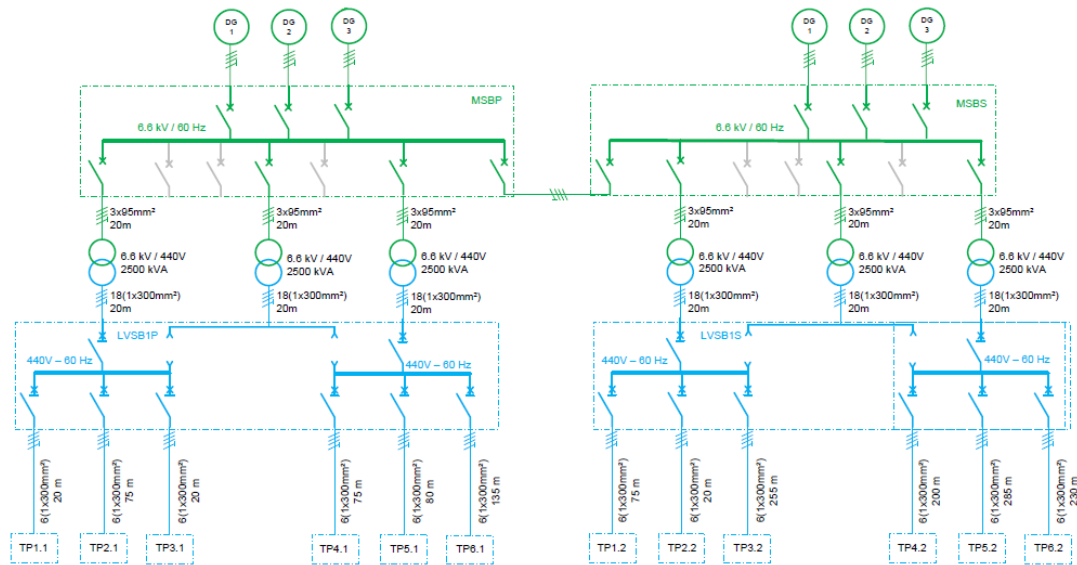 DG
1
DG
2
DG
3
DG
1
DG
2
DG
3
MSBP
MSBS
6.6 kV / 60 Hz
6.6 kV / 60 Hz
3x95mm²
20m
3x95mm²
20m
3x95mm²
20m
3x95mm²
20m
3x95mm²
20m
3x95mm²
20m
6.6 kV / 440V
2500 kVA
6.6 kV / 440V
2500 kVA
6.6 kV / 440V
2500 kVA
6.6 kV / 440V
2500 kVA
6.6 kV / 440V
2500 kVA
6.6 kV / 440V
2500 kVA
18(1x300mm²)
20m
18(1x300mm²)
20m
18(1x300mm²)
20m
18(1x300mm²)
20m
18(1x300mm²)
20m
18(1x300mm²)
20m
LVSB1P
LVSB1S
440V – 60 Hz
440V – 60 Hz
440V – 60 Hz
440V – 60 Hz
6(1x300mm²)
20 m
6(1x300mm²)
75 m
6(1x300mm²)
20 m
6(1x300mm²)
75 m
6(1x300mm²)
80 m
6(1x300mm²)
135 m
6(1x300mm²)
75 m
6(1x300mm²)
20 m
6(1x300mm²)
255 m
6(1x300mm²)
200 m
6(1x300mm²)
285 m
6(1x300mm²)
230 m
TP1.1
TP2.1
TP3.1
TP4.1
TP5.1
TP6.1
TP1.2
TP2.2
TP3.2
TP4.2
TP5.2
TP6.2